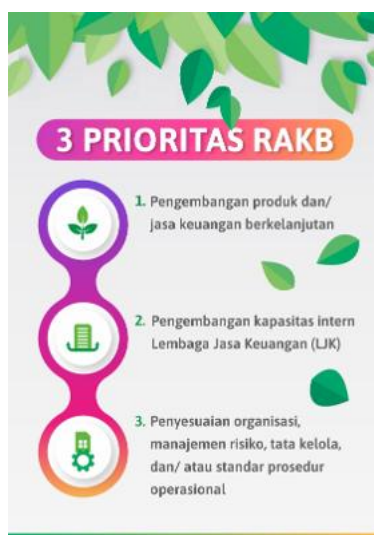 3 PRIORITAS RAKB
1. Pengembangan produk dan/
jasa keuangan berkelanjutan
2. Pengembangan kapasitas intern
Lembaga Jasa Keuangan (LJK)
3. Penyesuaian organisasi,
manajemen risiko, tata kelola,
dan/ atau standar prosedur
operasional